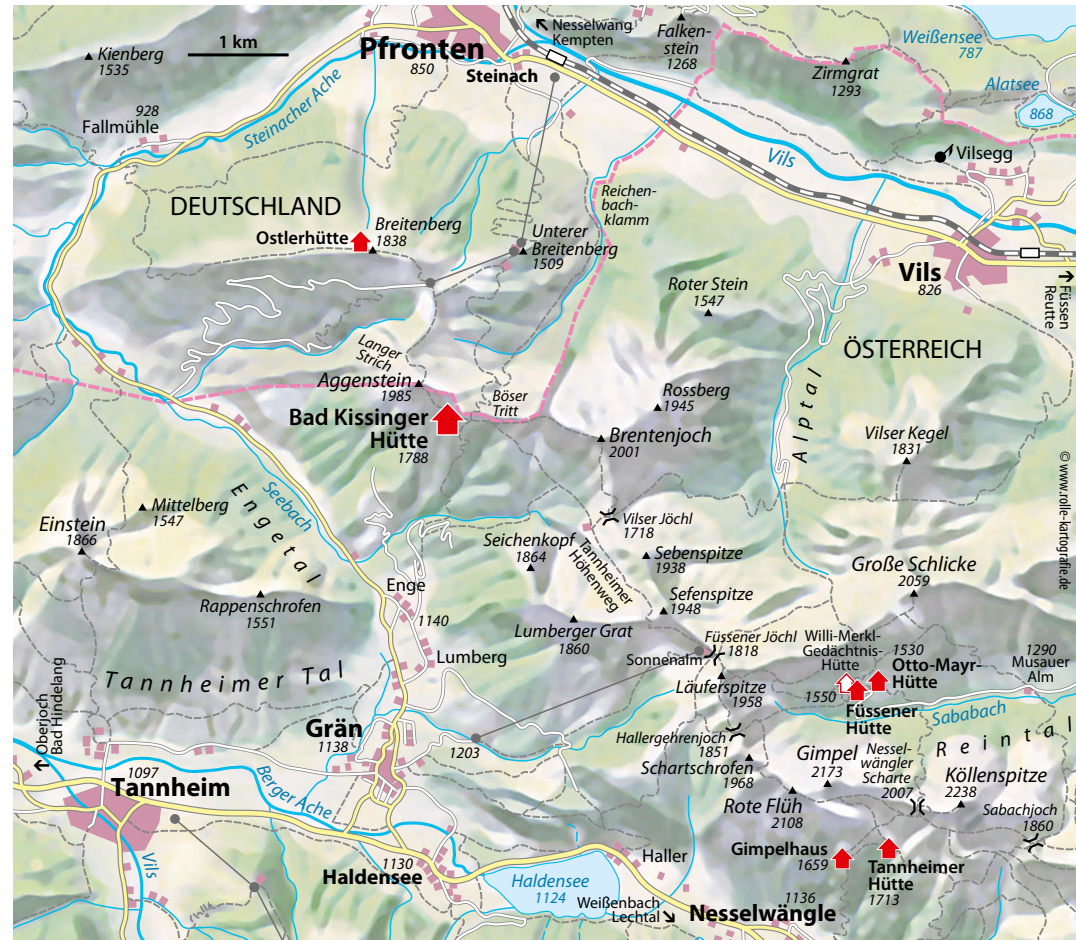 Kienberg
1535
1 km
Pfronten
850
Steinach
Nesselwang
Kempten
Falken-
stein
1268
Zirmgrat
1293
Weißensee
787
Alatsee
868
928
Fallmühle
Steinacher Ache
Vils
Vilsegg
DEUTSCHLAND
Ostlerhütte
Breitenberg
1838
Unterer
Breitenberg
1509
Reichen-
bach-
klamm
Roter Stein
1547
Vils
826
Füssen
Reutte
ÖSTERREICH
Langer
Strich
Aggenstein
1985
Böser
Tritt
Bad Kissinger
Hütte
1788
Rossberg
1945
Brentenjoch
2001
Alptal
Vilser Kegel
1831
© www.rolle-kartografie.de
Mittelberg
1547
Einstein
1866
Engetal
Seebach
Rappenschrofen
1551
Enge
1140
Seichenkopf
1864
Vilser Jöchl
1718
Tannheimer
Höhenweg
Sebenspitze
1938
Sefenspitze
1948
Große Schlicke
2059
Lumberger Grat
1860
Lumberg
Füssener Jöchl
1818
Sonnenalm
Willi-Merkl-
Gedächtnis-
Hütte
1530
Otto-Mayr-
Hütte
1290
Musauer
Alm
Tannheimer Tal
Läuferspitze
1958
1550
Füssener
Hütte
Sababach
Reintal
Oberjoch
Bad Hindelang
Grän
1138
1203
Hallergehrenjoch
1851
Schartschrofen
1968
Gimpel
2173
Nessel-
wängler
Scharte
2007
Köllenspitze
2238
Sabachjoch
1860
1097
Tannheim
Berger Ache
Rote Flüh
2108
Vils
1130
Haldensee
Haldensee
1124
Haller
Gimpelhaus
1659
Tannheimer
Hütte
1713
Weißenbach
Lechtal
1136
Nesselwängle